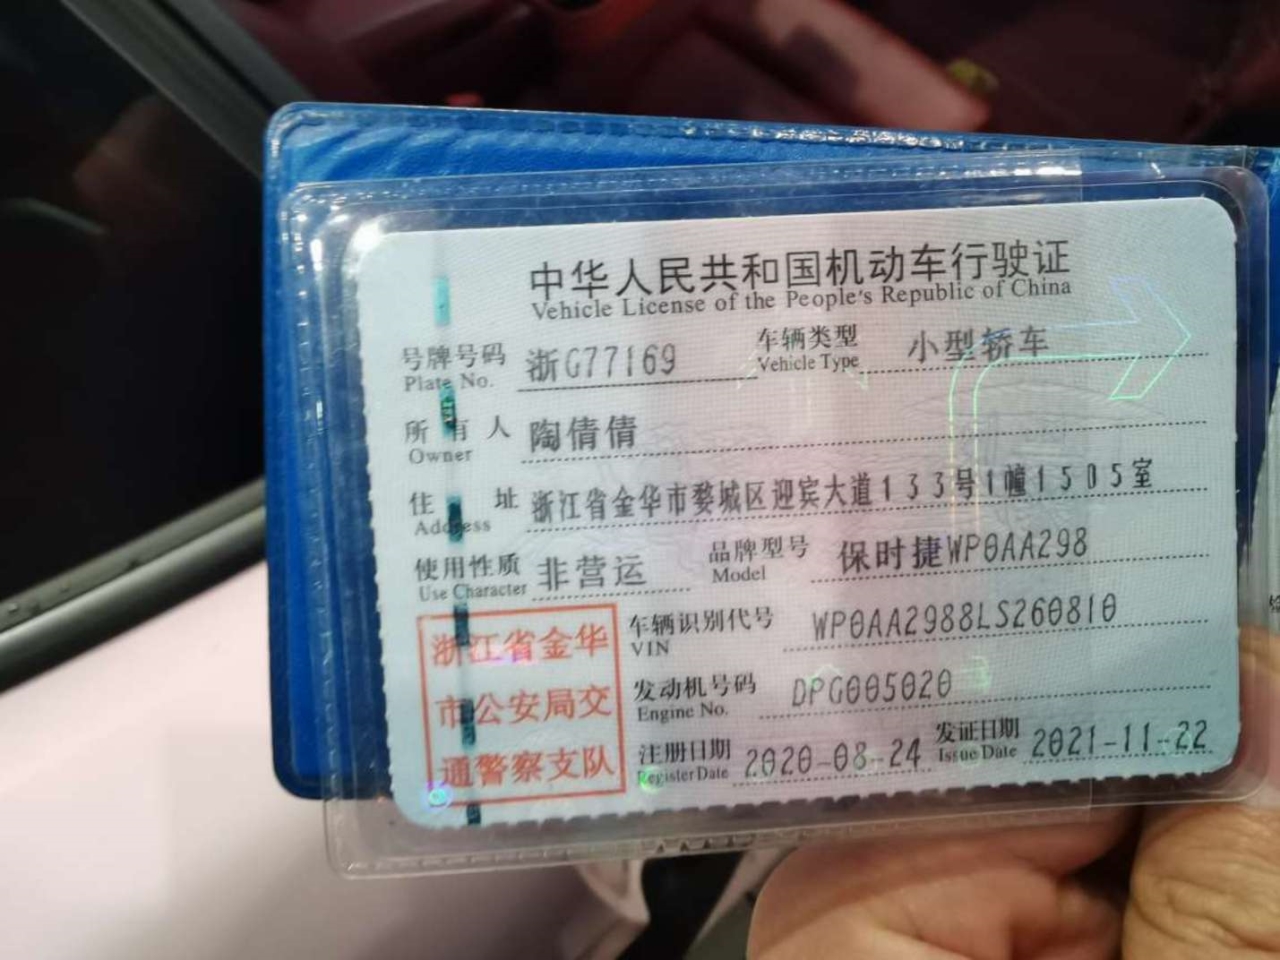 中华人民共和国机动车行驶证
Vehicle License of the People's Republic of China
号牌号码 浙G77169 车辆类型 小型轿车
Plate No. Vehicle Type
所有人 陶倩倩
Owner
住址 浙江省金华市婺城区迎宾大道133号1幢1505室
Address
使用性质 非营运 品牌型号 保时捷WP0AA298
Use Character Model
浙江省金华
市公安局交
通警察支队
车辆识别代号 WP0AA2988LS260810
VIN
发动机号码 DPG005020
Engine No.
注册日期 2020-08-24 发证日期 2021-11-22
Register Date Issue Date